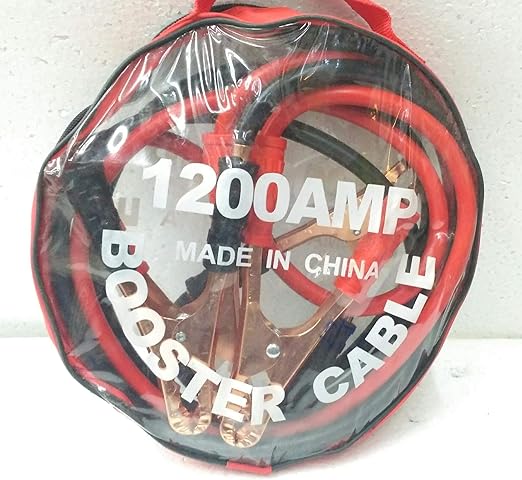 1200AMP
MADE IN CHINA
BOOSTER CABLE